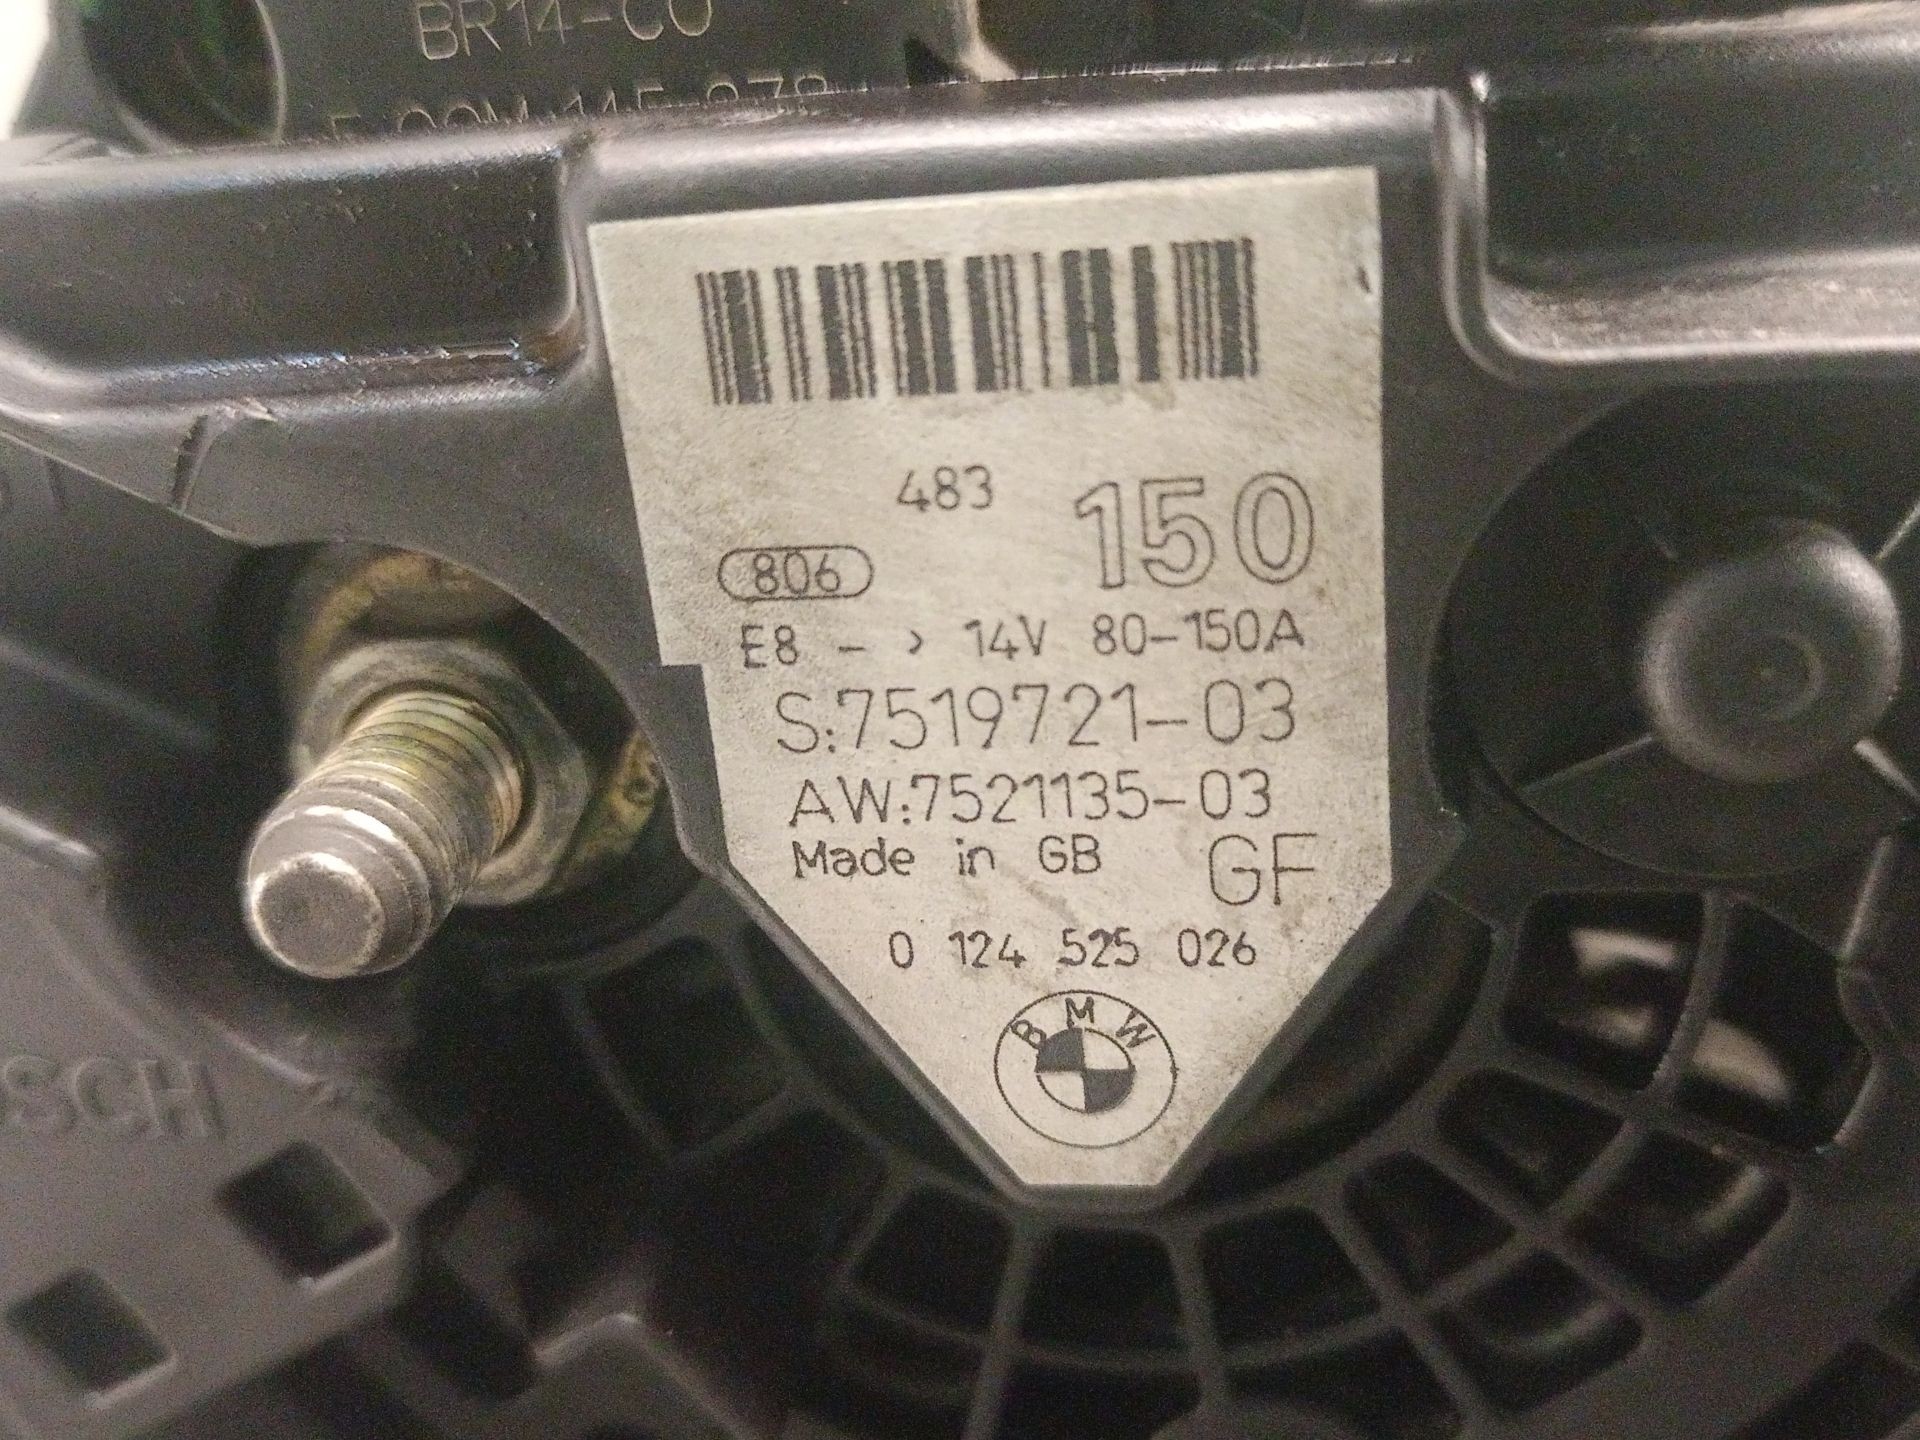 BR14-C0
483
150
806
E8 - > 14V 80-150A
S:7519721-03
AW:7521135-03
Made in GB
GF
0 124 525 026
BMW